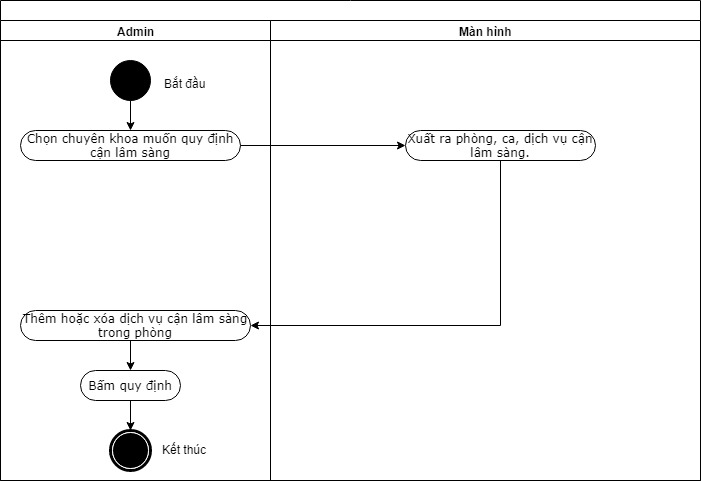 Admin
Màn hình
Bắt đầu
Chọn chuyên khoa muốn quy định
cận lâm sàng
Xuất ra phòng, ca, dịch vụ cận
lâm sàng.
Thêm hoặc xóa dịch vụ cận lâm sàng
trong phòng
Bấm quy định
Kết thúc